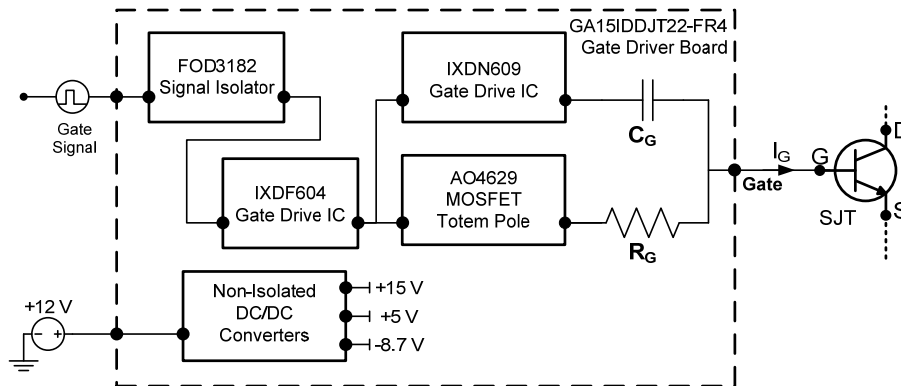 GA15IDDJT22-FR4
Gate Driver Board
FOD3182
Signal Isolator
IXDN609
Gate Drive IC
Gate
Signal
CG
IXDF604
Gate Drive IC
AO4629
MOSFET
Totem Pole
RG
IG
Gate
G
D
S
SJT
+12 V
- +
Non-Isolated
DC/DC
Converters
+15 V
+5 V
-8.7 V